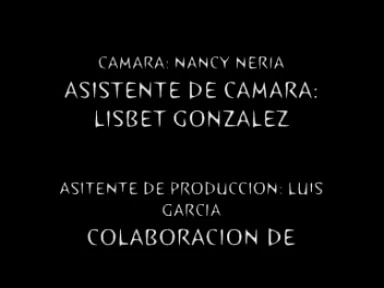 CAMARA: NANCY NERIA
ASISTENTE DE CAMARA:
LISBET GONZALEZ
ASITENTE DE PRODUCCION: LUIS
GARCIA
COLABORACION DE